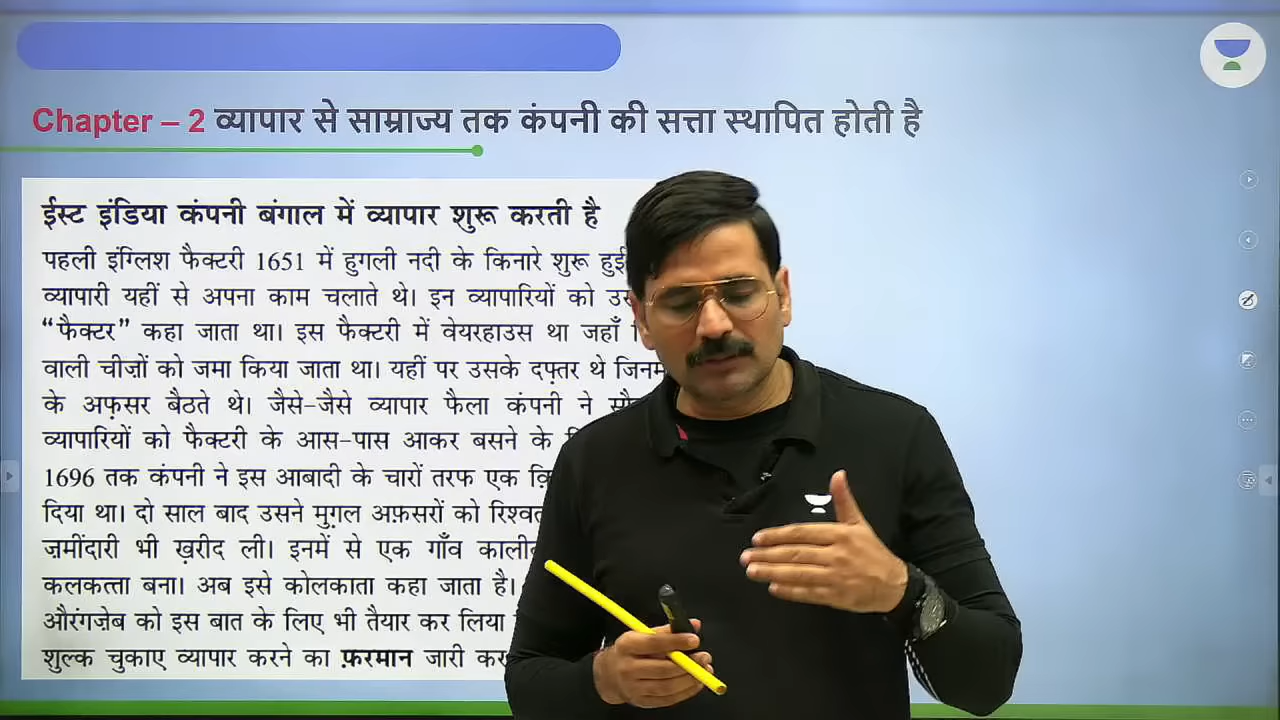 Chapter – 2 व्यापार से साम्राज्य तक कंपनी की सत्ता स्थापित होती है
ईस्ट इंडिया कंपनी बंगाल में व्यापार शुरू करती है
पहली इंग्लिश फैक्टरी 1651 में हुगली नदी के किनारे शुरू हुई
व्यापारी यहीं से अपना काम चलाते थे। इन व्यापारियों को
“फैक्टर” कहा जाता था। इस फैक्टरी में वेयरहाउस था जहाँ
वाली चीज़ों को जमा किया जाता था। यहीं पर उसके दफ़्तर थे
के अफ़सर बैठते थे। जैसे-जैसे व्यापार फैला कंपनी ने
व्यापारियों को फैक्टरी के आस-पास आकर बसने के
1696 तक कंपनी ने इस आबादी के चारों तरफ एक
दिया था। दो साल बाद उसने मुग़ल अफ़सरों को
ज़मींदारी भी ख़रीद ली। इनमें से एक गाँव
कलकत्ता बना। अब इसे कोलकाता कहा जाता है।
औरंगज़ेब को इस बात के लिए भी तैयार कर लिया
शुल्क चुकाए व्यापार करने का फ़रमान जारी